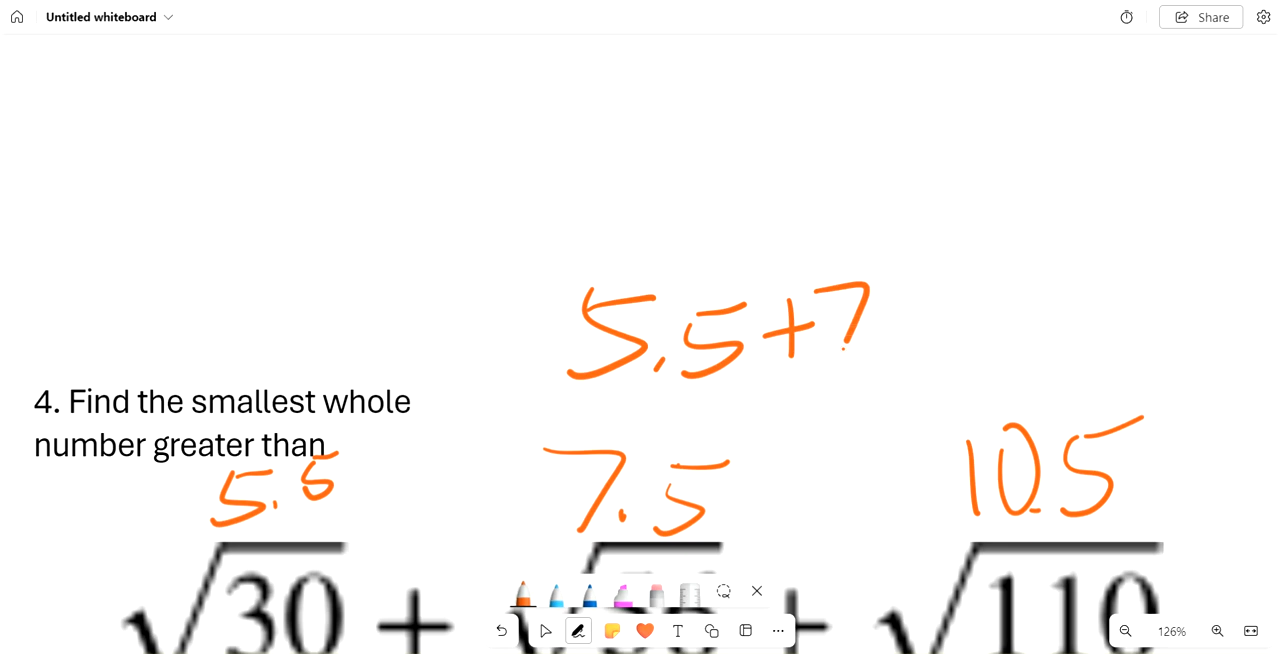 Untitled whiteboard
Share
5.5+7
4. Find the smallest whole
number greater than
5.5 7.5 10.5
√30 + + √110
126%